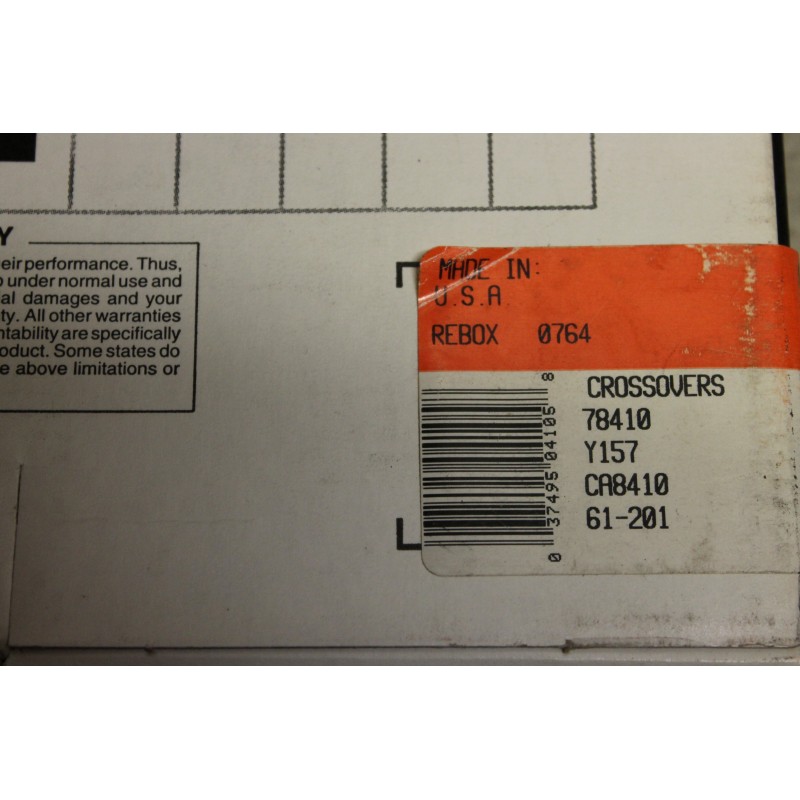 Y
eir performance. Thus,
o under normal use and
al damages and your
ty. All other warranties
ntability are specifically
oduct. Some states do
e above limitations or
MADE IN:
U.S.A
REBOX 0764
CROSSOVERS
78410
Y157
CA8410
61-201
0 37495 04105 8